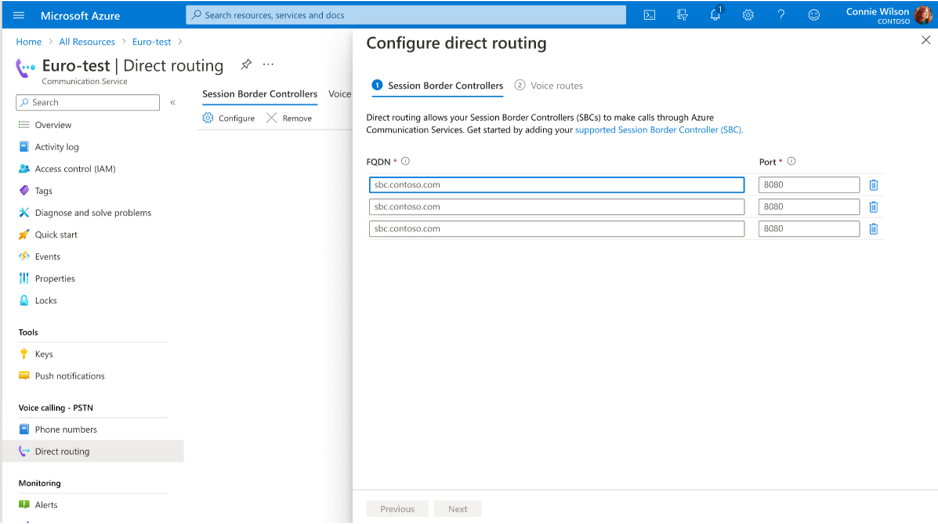 Microsoft Azure
Search resources, services and docs
1
Connie Wilson
CONTOSO
Home > All Resources > Euro-test >
Euro-test | Direct routing
Communication Service
Search
«
Overview
Activity log
Access control (IAM)
Tags
Diagnose and solve problems
Quick start
Events
Properties
Locks
Tools
Keys
Push notifications
Voice calling - PSTN
Phone numbers
Direct routing
Monitoring
Alerts
Session Border Controllers Voice
Configure Remove
Configure direct routing
1 Session Border Controllers 2 Voice routes
Direct routing allows your Session Border Controllers (SBCs) to make calls through Azure
Communication Services. Get started by adding your supported Session Border Controller (SBC).
FQDN * Port *
sbc.contoso.com 8080
sbc.contoso.com 8080
sbc.contoso.com 8080
Previous Next